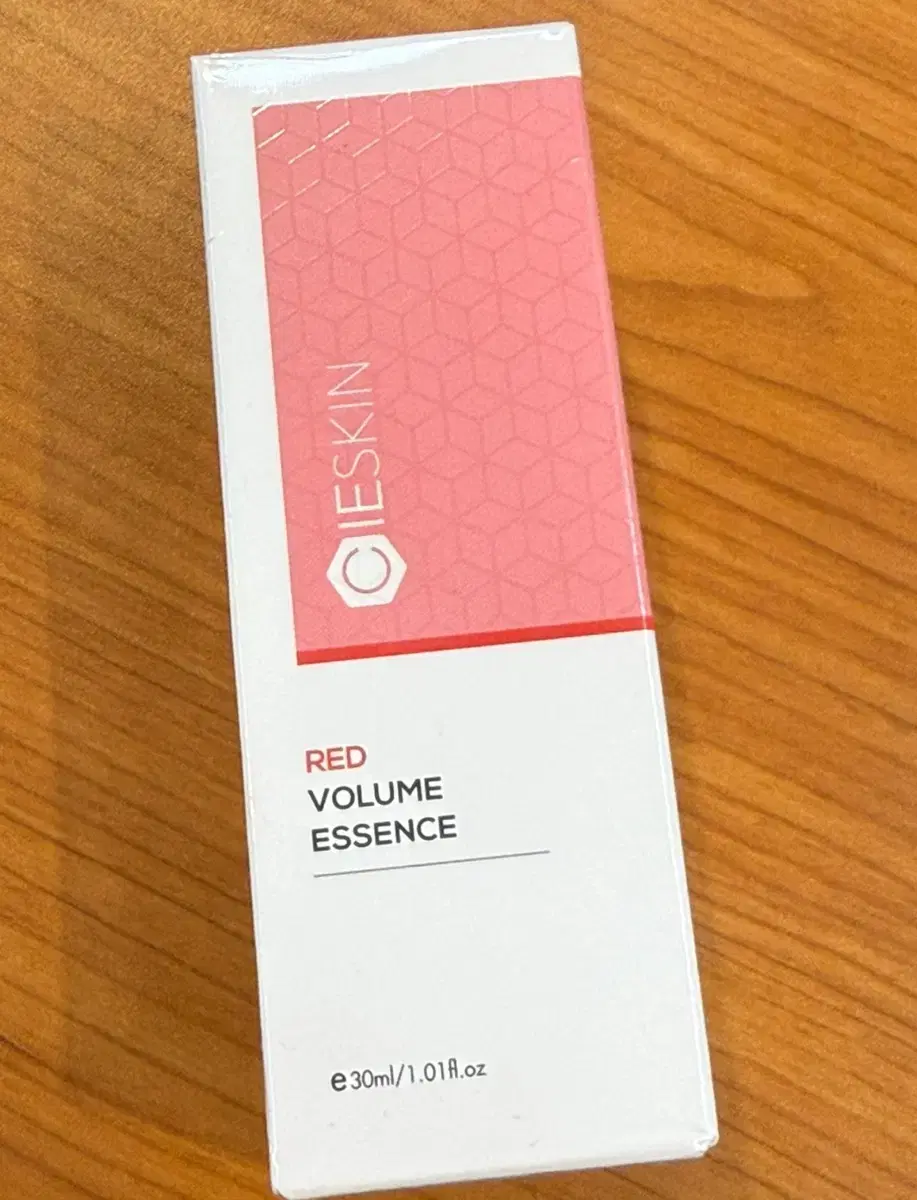 CIESKIN
RED
VOLUME
ESSENCE
e30ml/1.01fl.oz